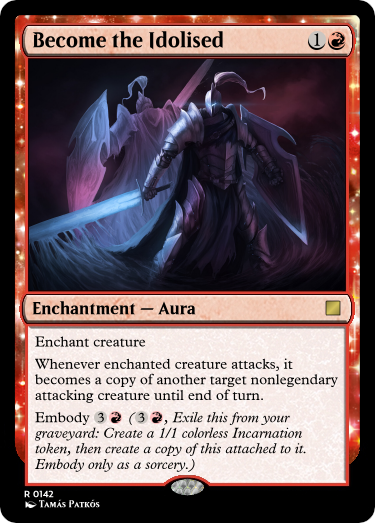 Become the Idolised 1
Enchantment — Aura
Enchant creature
Whenever enchanted creature attacks, it
becomes a copy of another target nonlegendary
attacking creature until end of turn.
Embody 3 (3, Exile this from your
graveyard: Create a 1/1 colorless Incarnation
token, then create a copy of this attached to it.
Embody only as a sorcery.)
R 0142
Tamás Patkós